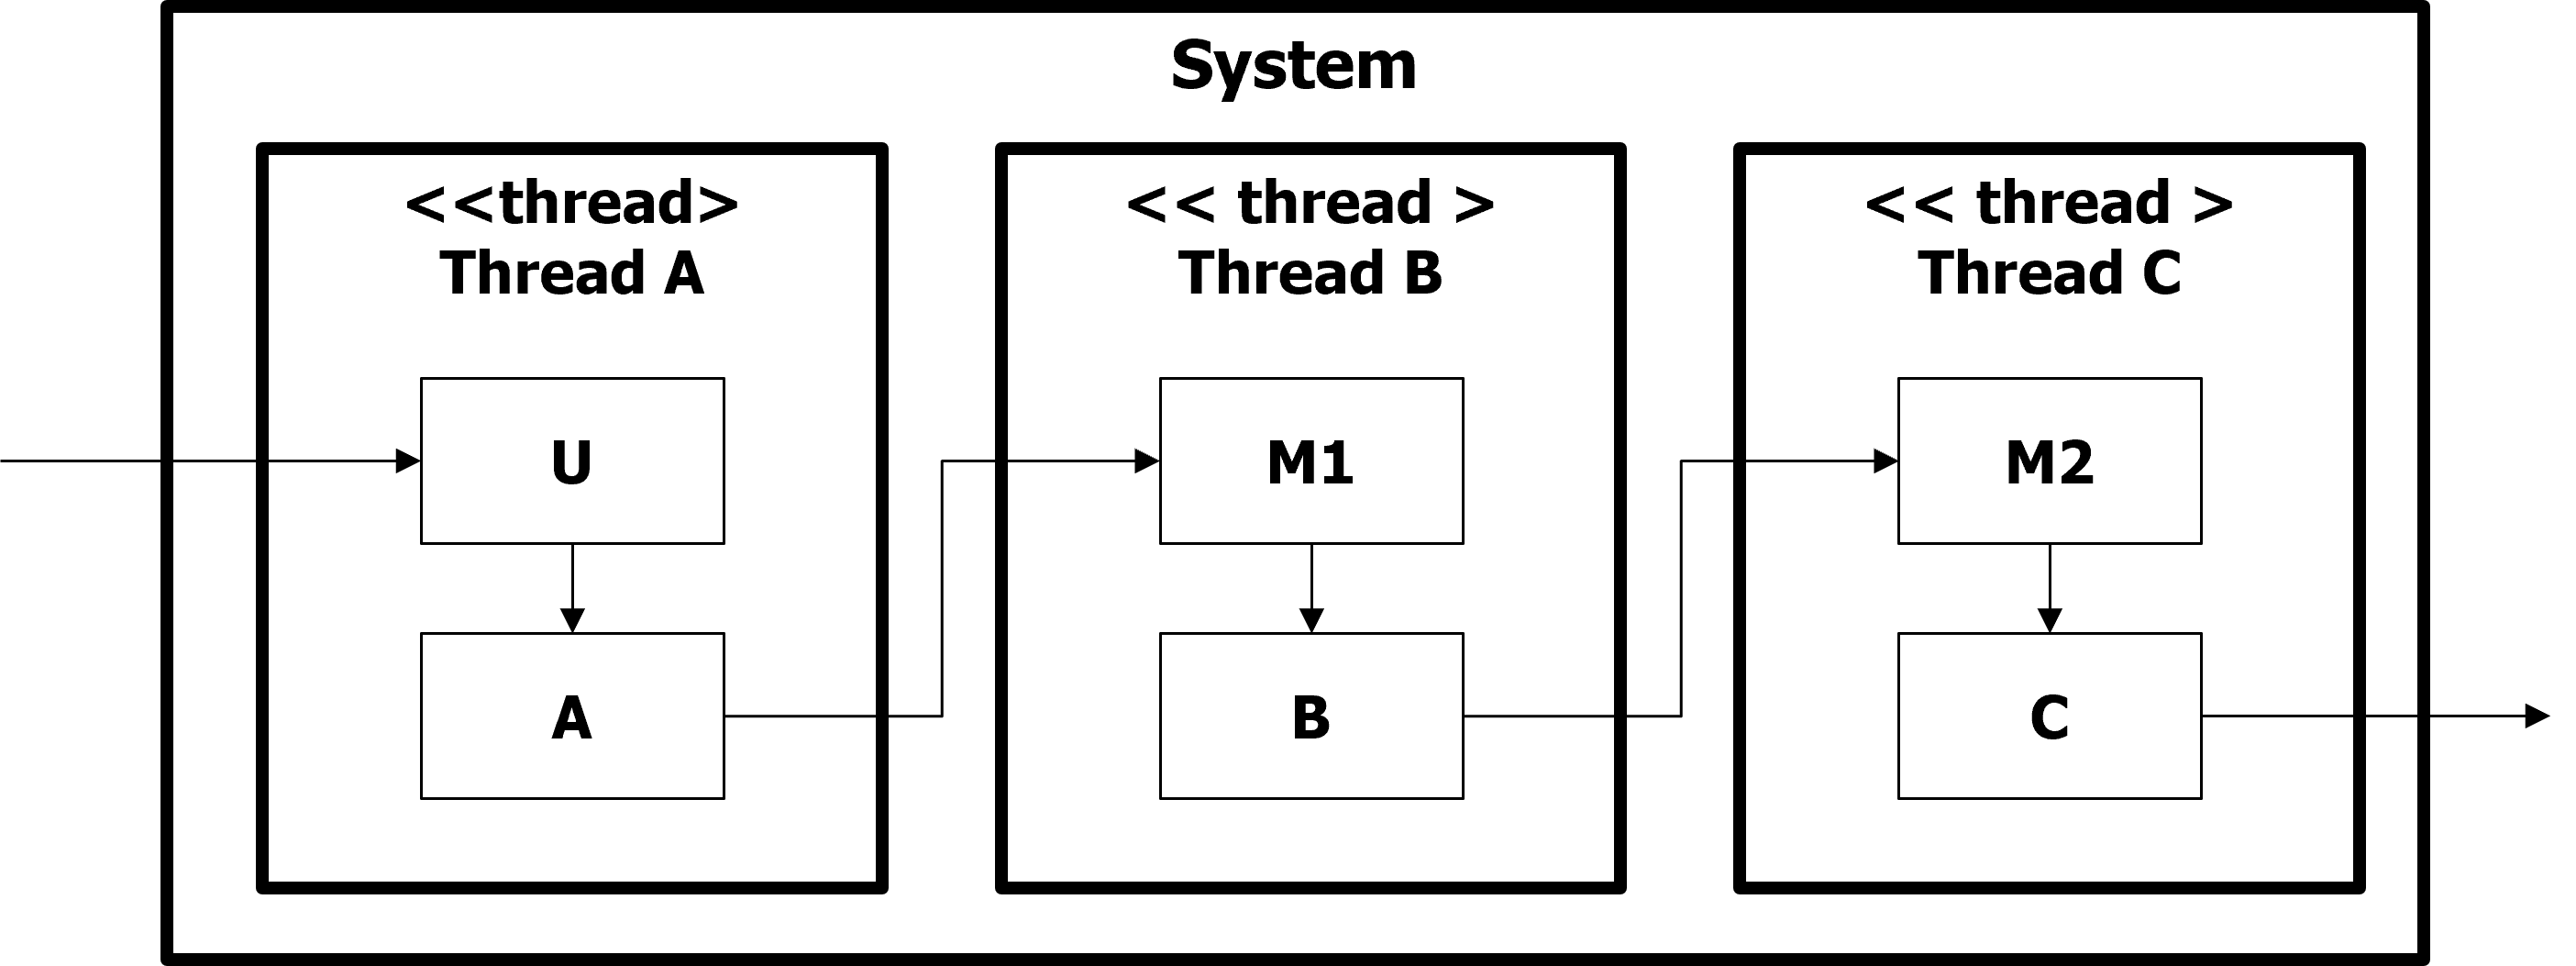 System
<<thread>
Thread A
<< thread >
Thread B
<< thread >
Thread C
U
M1
M2
A
B
C